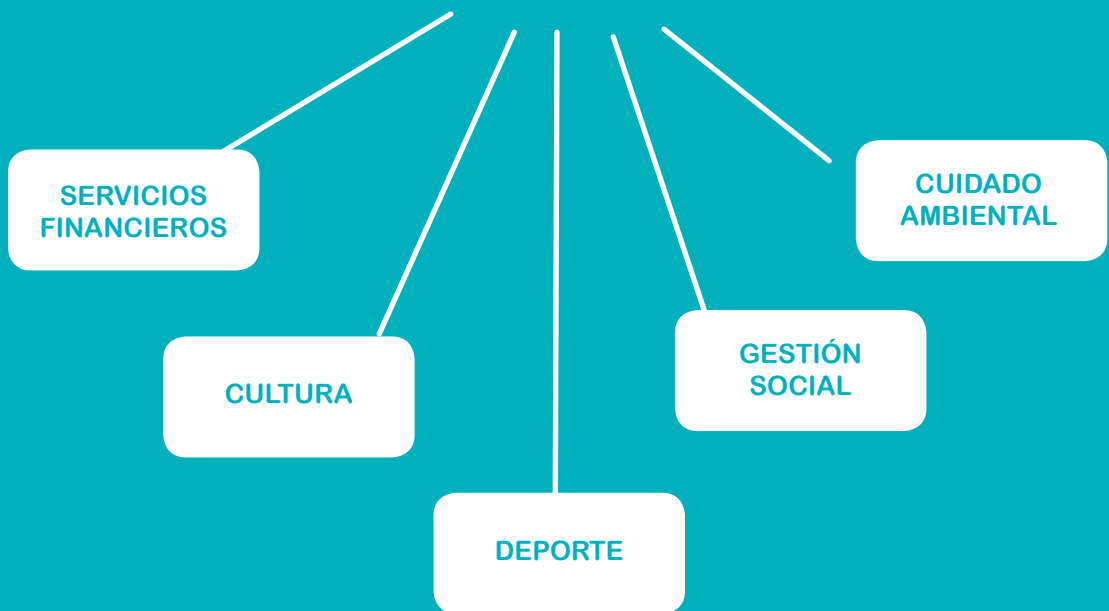 SERVICIOS
FINANCIEROS
CUIDADO
AMBIENTAL
CULTURA
GESTIÓN
SOCIAL
DEPORTE